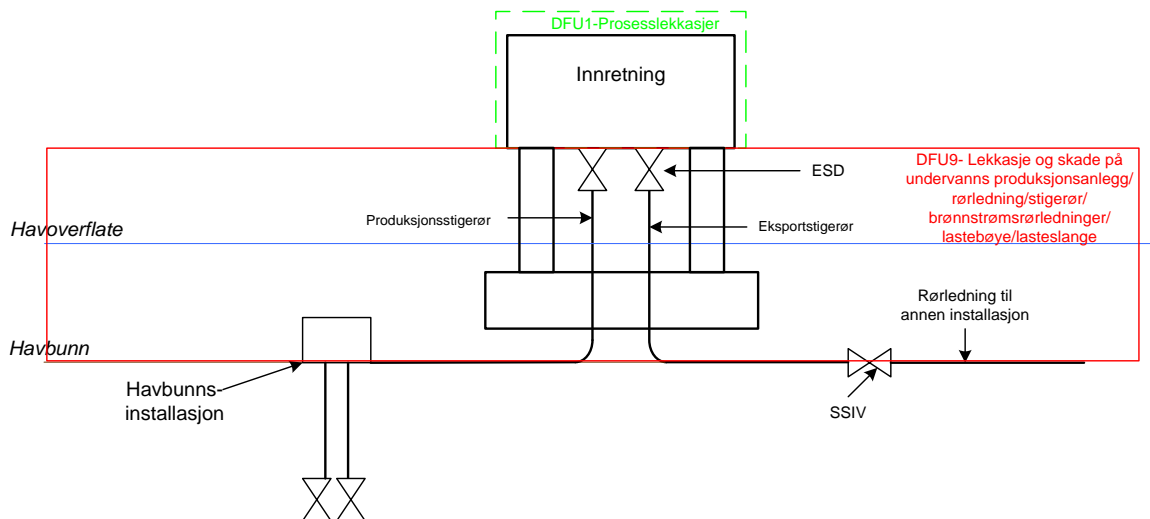 DFU1-Prosesslekkasjer
Innretning
ESD
DFU9- Lekkasje og skade på
undervanns produksjonsanlegg/
rørledning/stigerør/
brønnstrømsrørledninger/
lastebøye/lasteslange
Produksjonsstigerør
Eksportstigerør
Havoverflate
Rørledning til
annen installasjon
Havbunn
Havbunns-
installasjon
SSIV